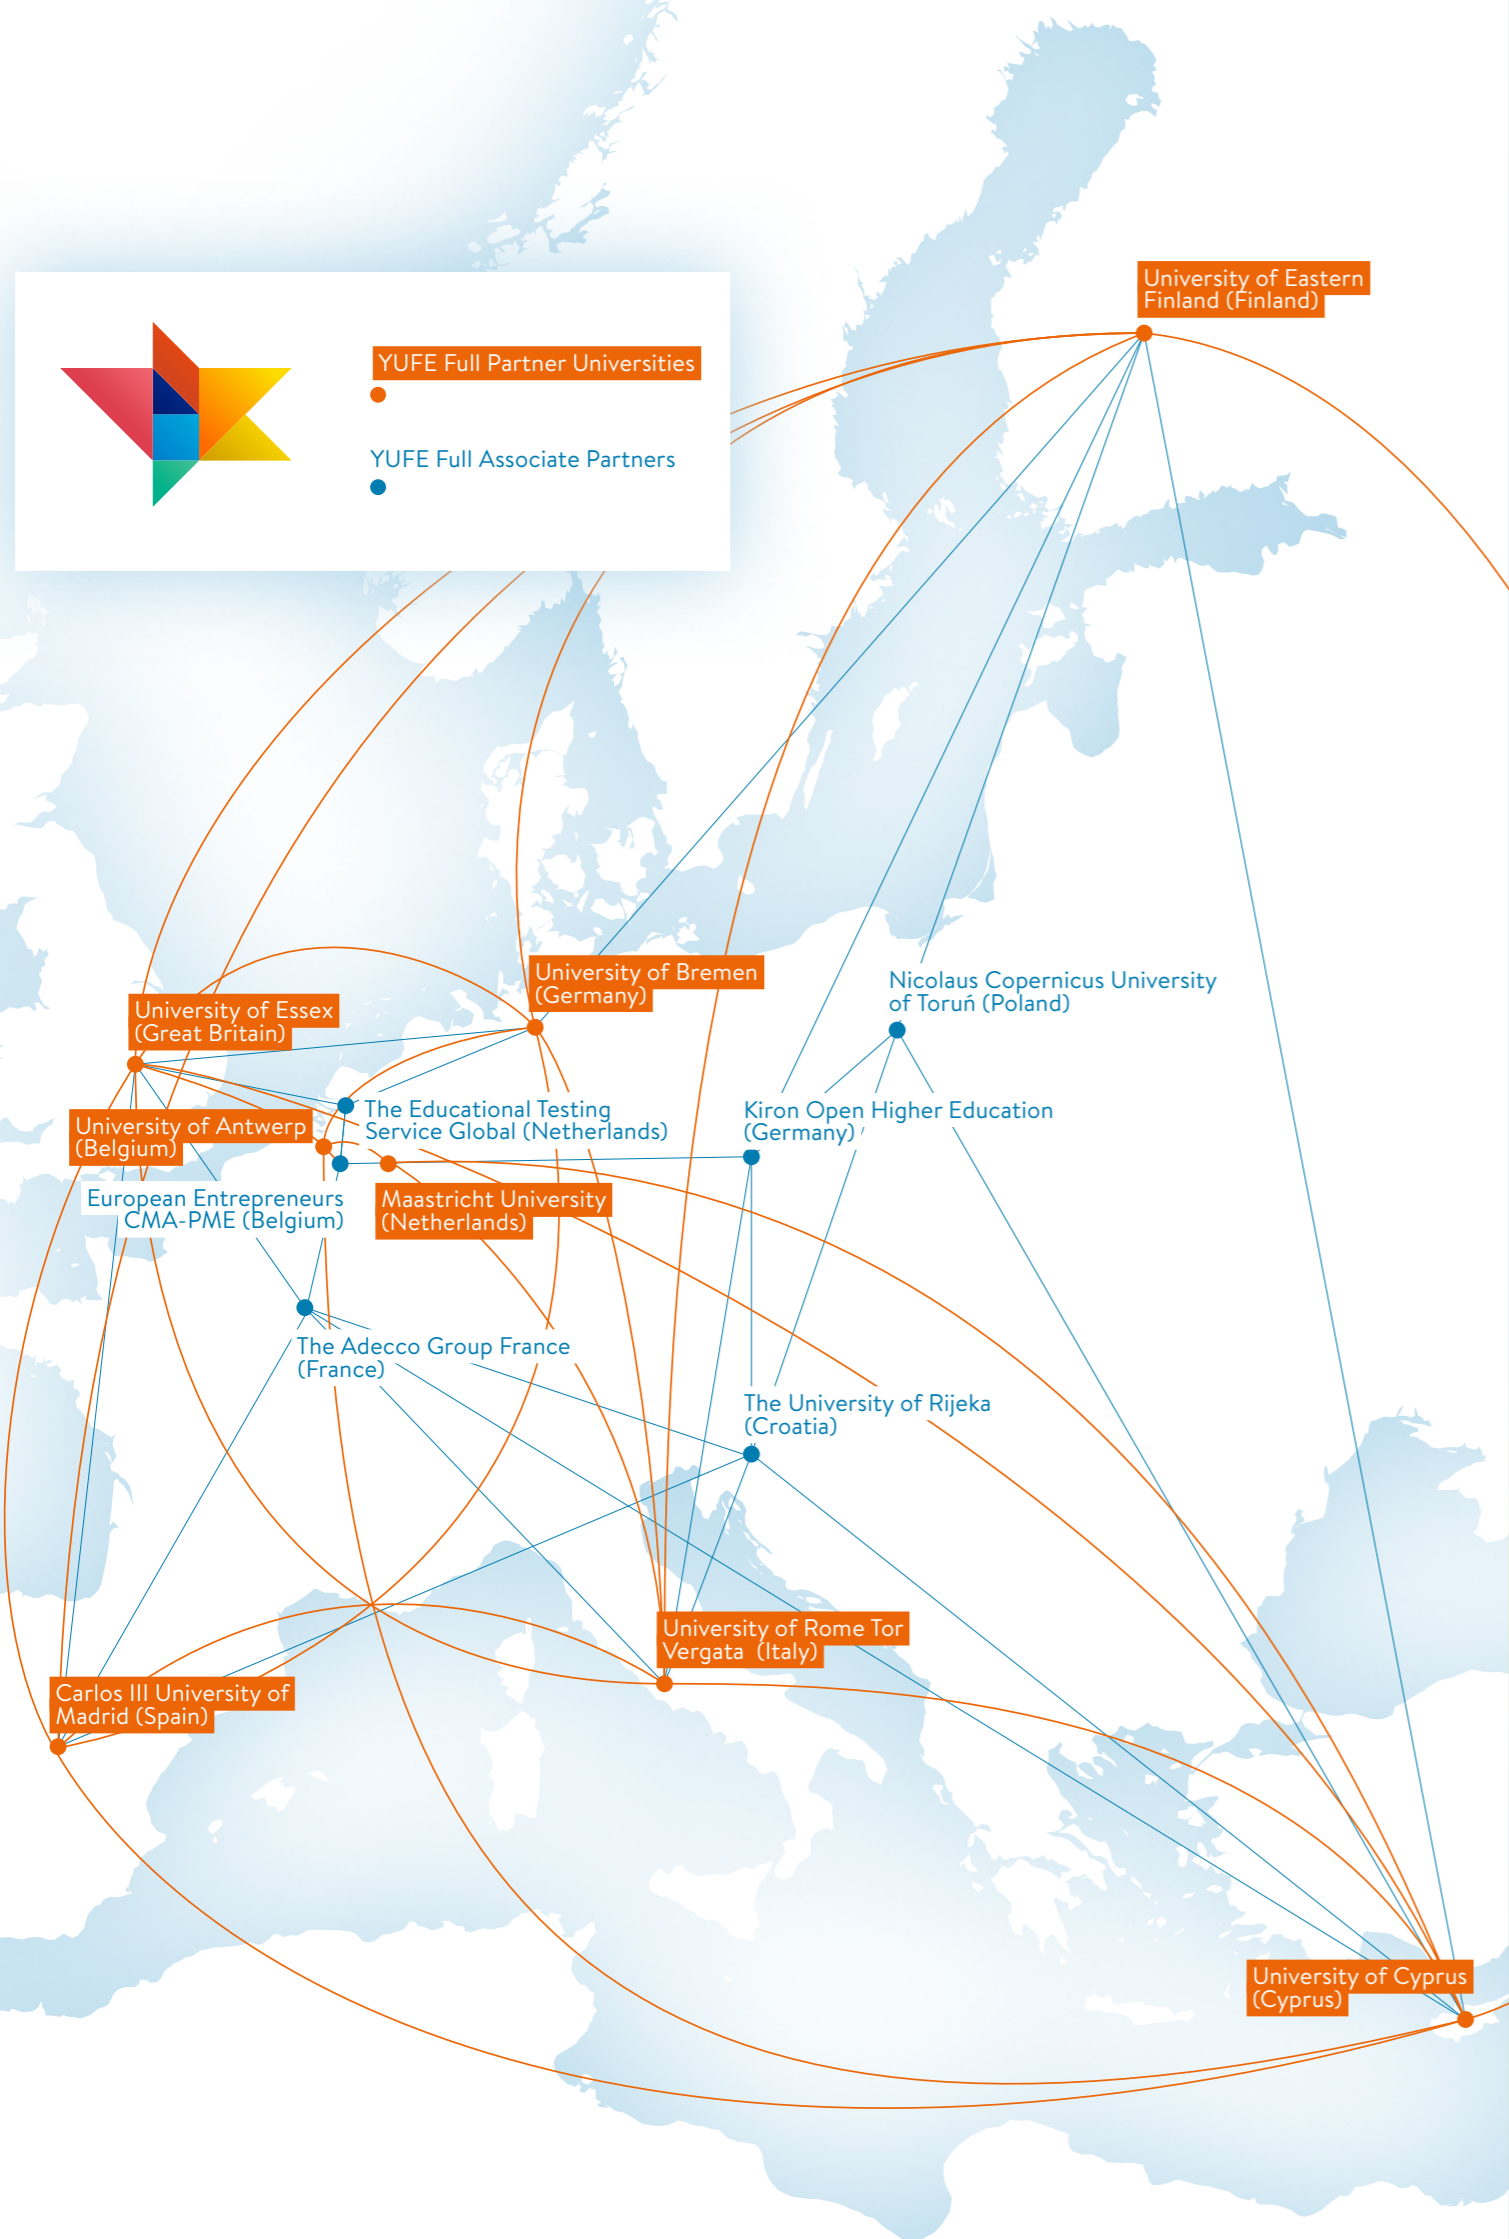 University of Eastern
Finland (Finland)
YUFE Full Partner Universities
YUFE Full Associate Partners
University of Bremen
(Germany)
Nicolaus Copernicus University
of Toruń (Poland)
University of Essex
(Great Britain)
The Educational Testing
Service Global (Netherlands)
Kiron Open Higher Education
(Germany)
University of Antwerp
(Belgium)
European Entrepreneurs
CMA-PME (Belgium)
Maastricht University
(Netherlands)
The Adecco Group France
(France)
The University of Rijeka
(Croatia)
University of Rome Tor
Vergata (Italy)
Carlos III University of
Madrid (Spain)
University of Cyprus
(Cyprus)